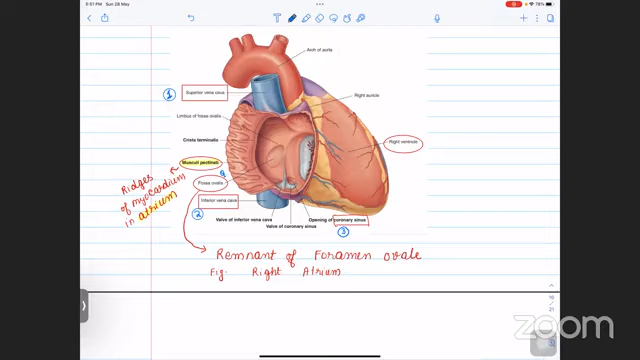 5:51 PM Sun 28 May
78%
Arch of aorta
1
Superior vena cava
Right auricle
Limbus of fossa ovalis
Crista terminalis
Right ventricle
Musculi pectinati
Ridges
of myocardium
in atrium
Fossa ovalis
Inferior vena cava
2
Valve of inferior vena cava
Opening of coronary sinus
Valve of coronary sinus
3
Remnant of Foramen ovale
Fig. Right Atrium
16
21
zoom